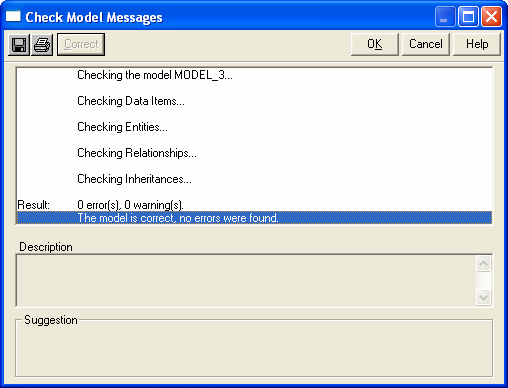 Check Model Messages
Correct OK Cancel Help
Checking the model MODEL_3...
Checking Data Items...
Checking Entities...
Checking Relationships...
Checking Inheritances...
Result: 0 error(s), 0 warning(s).
The model is correct, no errors were found.
Description
Suggestion